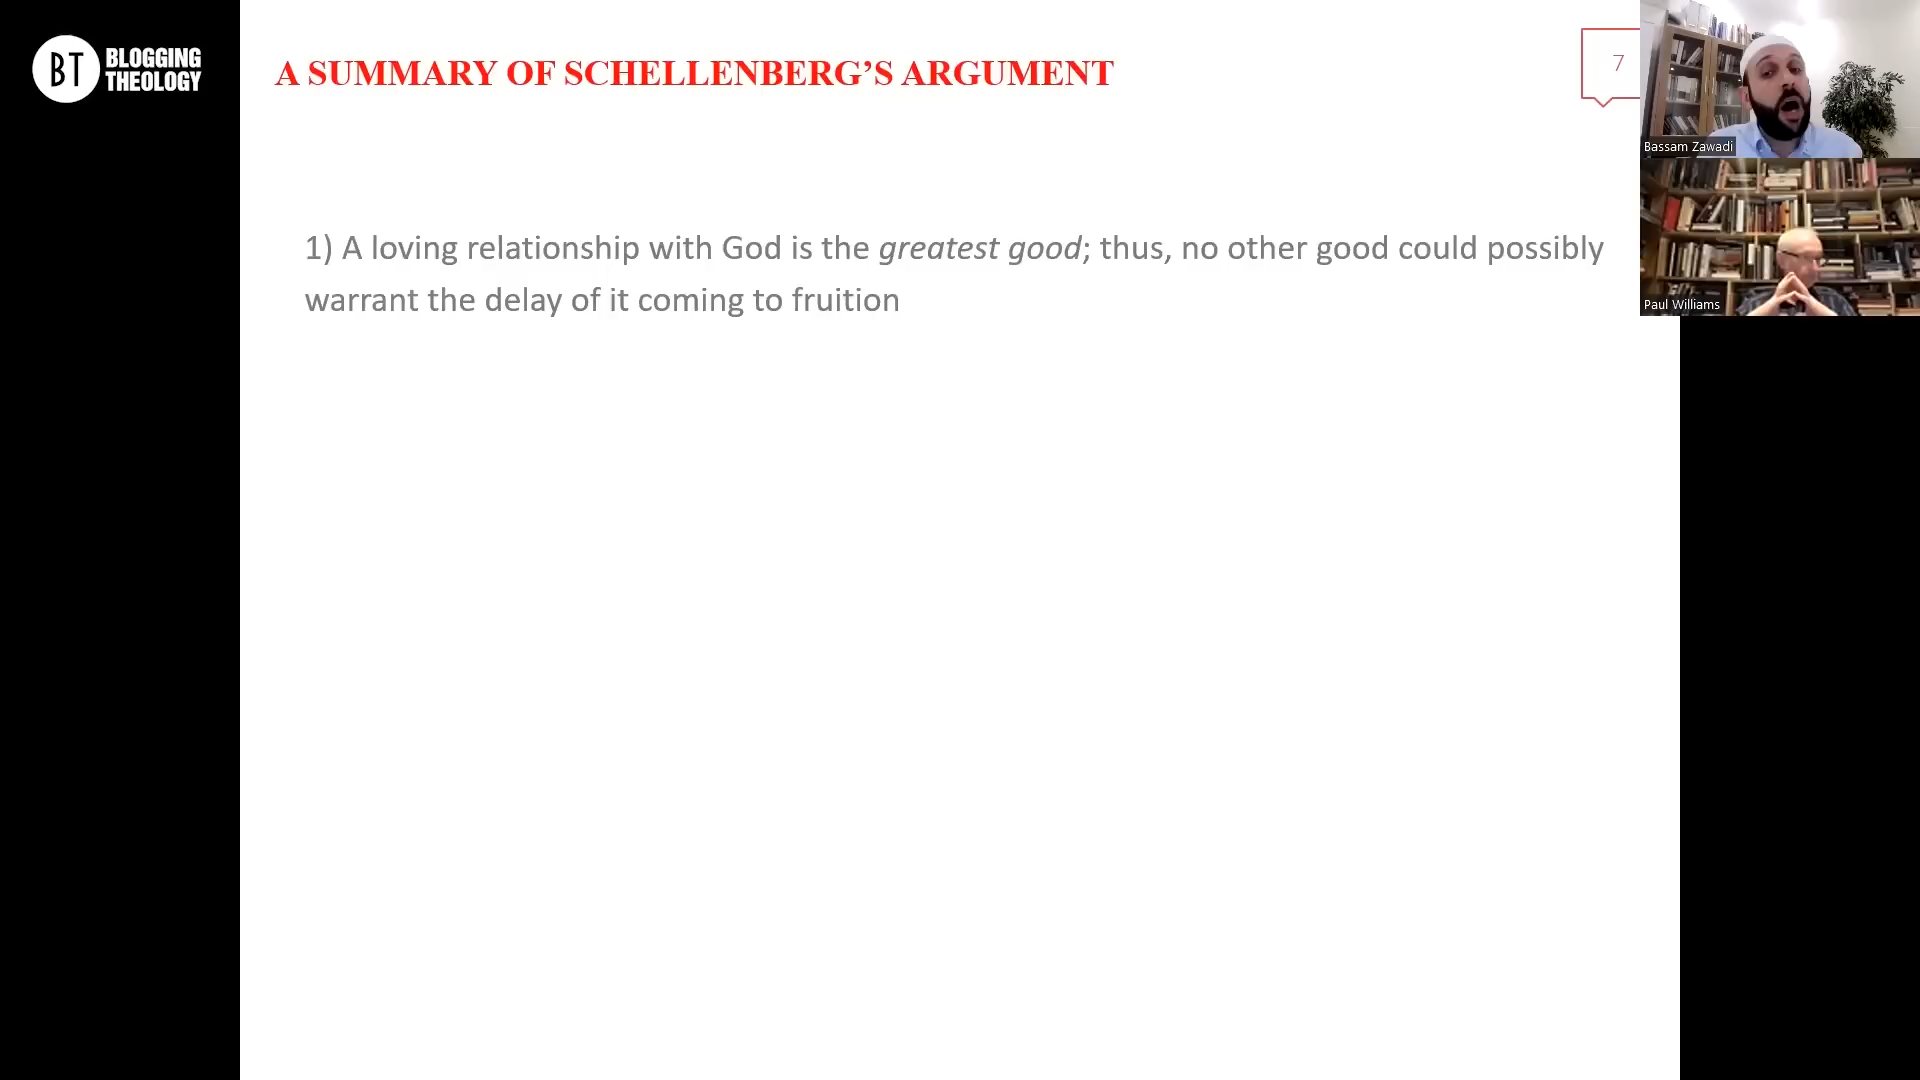 BT BLOGGING
THEOLOGY
A SUMMARY OF SCHELLENBERG’S ARGUMENT
7
1) A loving relationship with God is the greatest good; thus, no other good could possibly
warrant the delay of it coming to fruition
Bassam Zawadi
Paul Williams